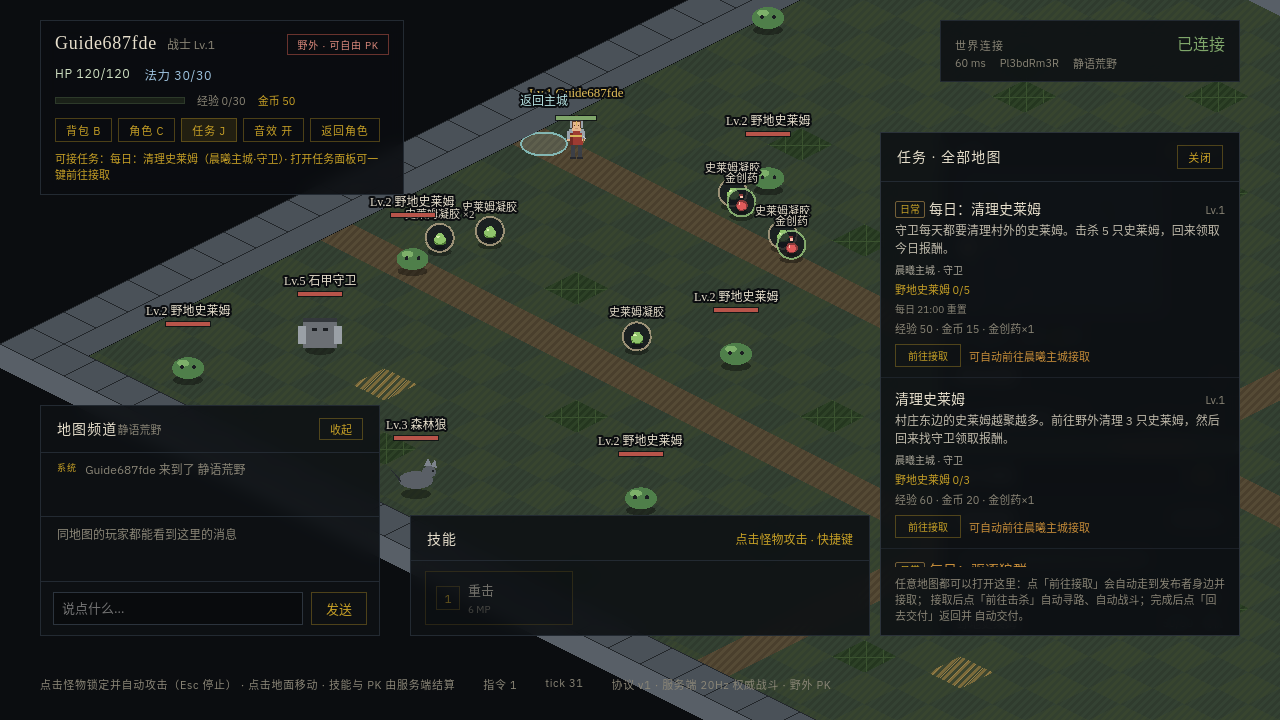 Guide687fde 战士 Lv.1
野外 · 可自由 PK
HP 120/120 法力 30/30
经验 0/30 金币 50
背包 B
角色 C
任务 J
音效 开
返回角色
可接任务: 每日: 清理史莱姆（晨曦主城·守卫）· 打开任务面板可一
键前往接取
世界连接
已连接
60 ms Pl3bdRm3R 静语荒野
返回主城
Guide687fde
Lv.2 野地史莱姆
史莱姆凝胶
金创药
史莱姆凝胶
金创药
Lv.2 野地史莱姆
史莱姆凝胶 ×2
史莱姆凝胶
Lv.5 石甲守卫
Lv.2 野地史莱姆
Lv.2 野地史莱姆
史莱姆凝胶
Lv.3 森林狼
Lv.2 野地史莱姆
任务 · 全部地图
关闭
日常 每日: 清理史莱姆 Lv.1
守卫每天都要清理村外的史莱姆。击杀 5 只史莱姆，回来领取
今日报酬。
晨曦主城 · 守卫
野地史莱姆 0/5
每日 21:00 重置
经验 50 · 金币 15 · 金创药×1
前往接取 可自动前往晨曦主城接取
清理史莱姆 Lv.1
村庄东边的史莱姆越聚越多。前往野外清理 3 只史莱姆，然后
回来找守卫领取报酬。
晨曦主城 · 守卫
野地史莱姆 0/3
经验 60 · 金币 20 · 金创药×1
前往接取 可自动前往晨曦主城接取
任意地图都可以打开这里: 点「前往接取」会自动走到发布者身边并
接取; 接取后点「前往击杀」自动寻路、自动战斗; 完成后点「回
去交付」返回并 自动交付。
地图频道 静语荒野
收起
系统 Guide687fde 来到了 静语荒野
同地图的玩家都能看到这里的消息
说点什么...
发送
技能
点击怪物攻击 · 快捷键
1 重击
6 MP
点击怪物锁定并自动攻击（Esc 停止） · 点击地面移动 · 技能与 PK 由服务端结算 指令 1 tick 31 协议 v1 · 服务端 20Hz 权威战斗 · 野外 PK